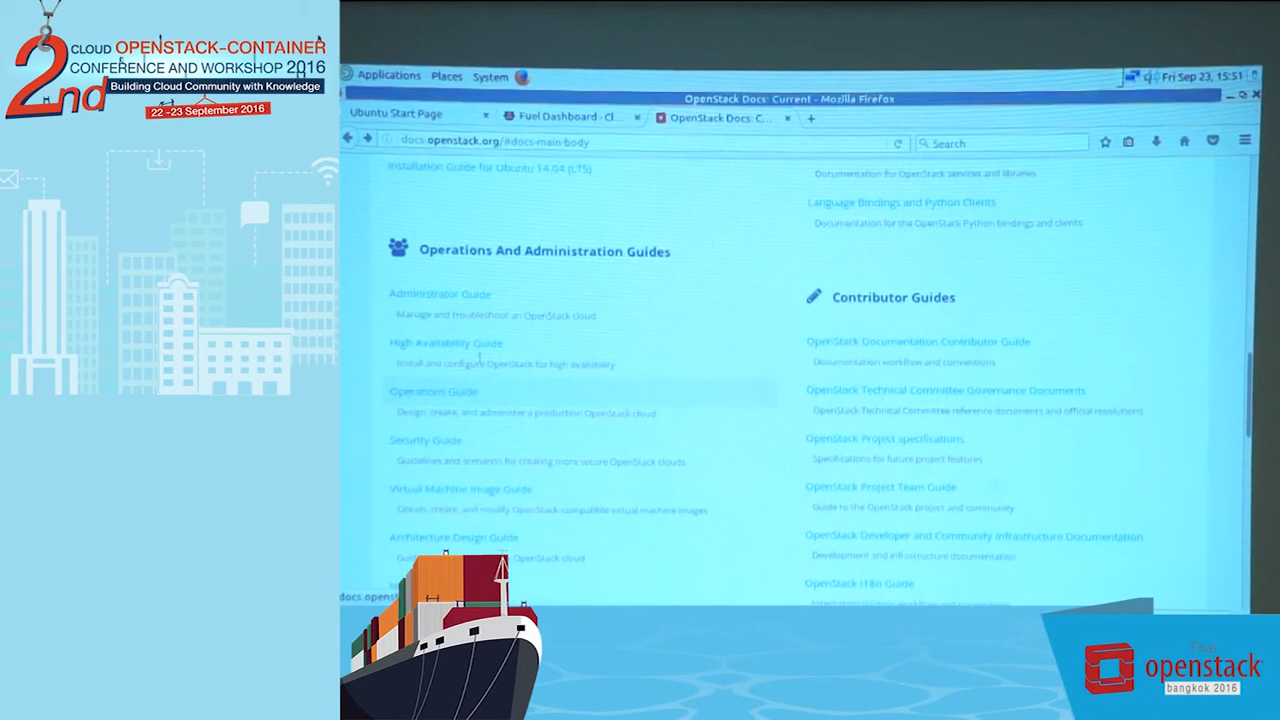 2nd
CLOUD OPENSTACK-CONTAINER
CONFERENCE AND WORKSHOP 2016
Building Cloud Community with Knowledge
22 -23 September 2016
Applications Places System
Fri Sep 23, 15:51
OpenStack Docs: Current - Mozilla Firefox
Ubuntu Start Page
Fuel Dashboard - Cl...
OpenStack Docs: C...
docs.openstack.org/#docs-main-body
Search
Installation Guide for Ubuntu 14.04 (LTS)
Operations And Administration Guides
Administrator Guide
Manage and troubleshoot an OpenStack cloud
High Availability Guide
Install and configure OpenStack for high availability
Operations Guide
Design, create, and administer a production OpenStack cloud
Security Guide
Guidelines and scenarios for creating more secure OpenStack clouds
Virtual Machine Image Guide
Obtain, create, and modify OpenStack compatible virtual machine images
Architecture Design Guide
OpenStack cloud
docs.openst
Documentation for OpenStack services and libraries
Language Bindings and Python Clients
Documentation for the OpenStack Python bindings and clients
Contributor Guides
OpenStack Documentation Contributor Guide
Documentation workflow and conventions
OpenStack Technical Committee Governance Documents
OpenStack Technical Committee reference documents and official resolutions
OpenStack Project specifications
Specifications for future project features
OpenStack Project Team Guide
Guide to the OpenStack project and community
OpenStack Developer and Community Infrastructure Documentation
Development and infrastructure documentation
OpenStack I18n Guide
Thai
openstack
bangkok 2016